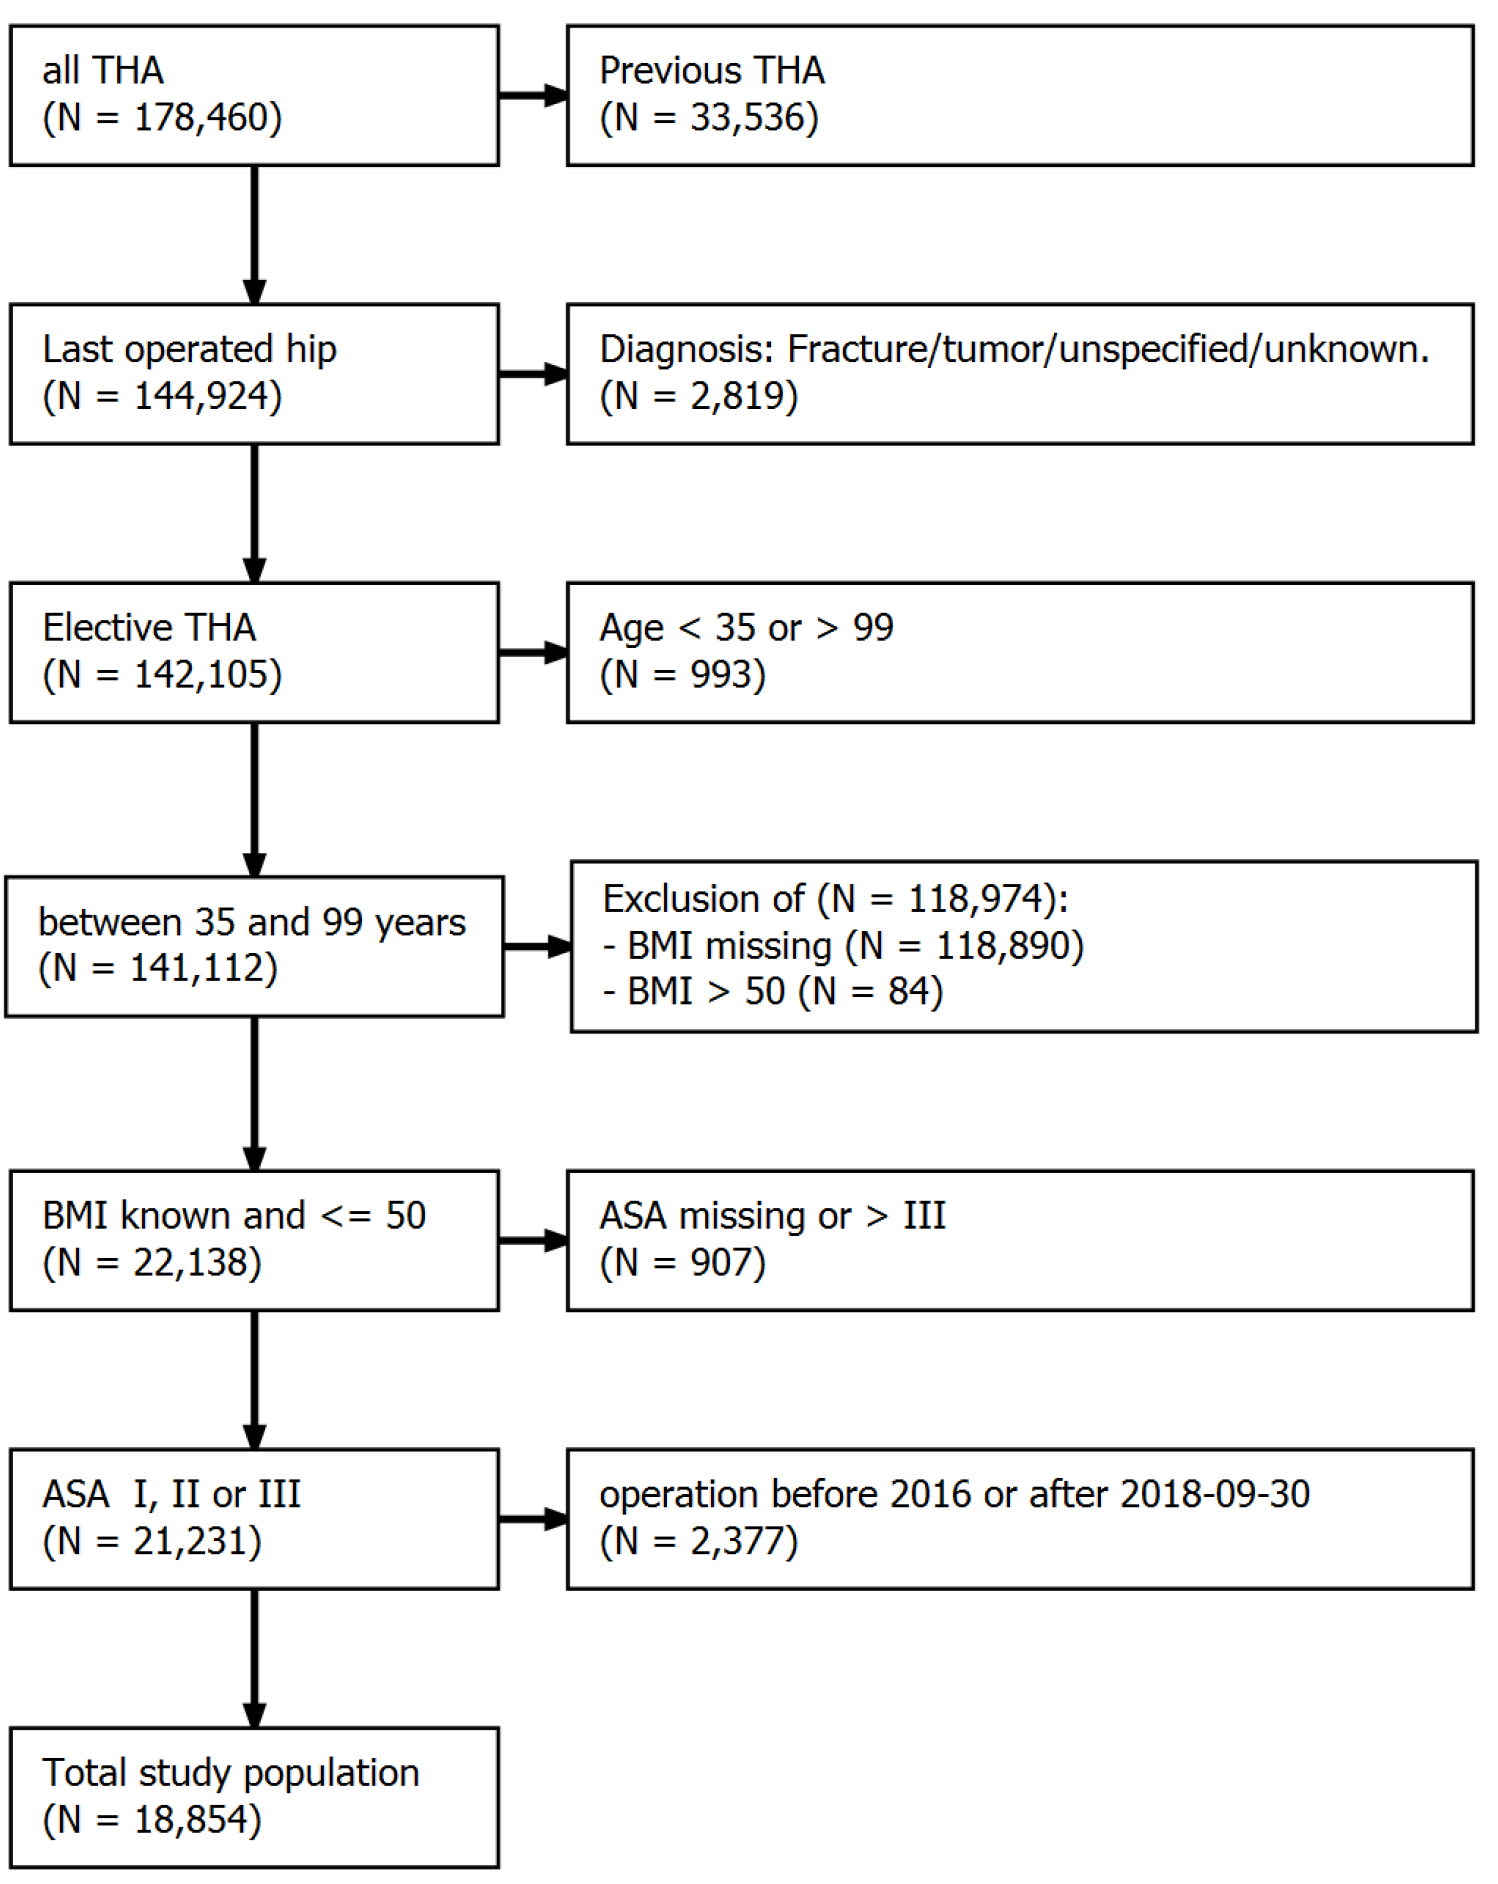 all THA
(N = 178,460)
Previous THA
(N = 33,536)
Last operated hip
(N = 144,924)
Diagnosis: Fracture/tumor/unspecified/unknown.
(N = 2,819)
Elective THA
(N = 142,105)
Age < 35 or > 99
(N = 993)
between 35 and 99 years
(N = 141,112)
Exclusion of (N = 118,974):
- BMI missing (N = 118,890)
- BMI > 50 (N = 84)
BMI known and <= 50
(N = 22,138)
ASA missing or > III
(N = 907)
ASA  I, II or III
(N = 21,231)
operation before 2016 or after 2018-09-30
(N = 2,377)
Total study population
(N = 18,854)